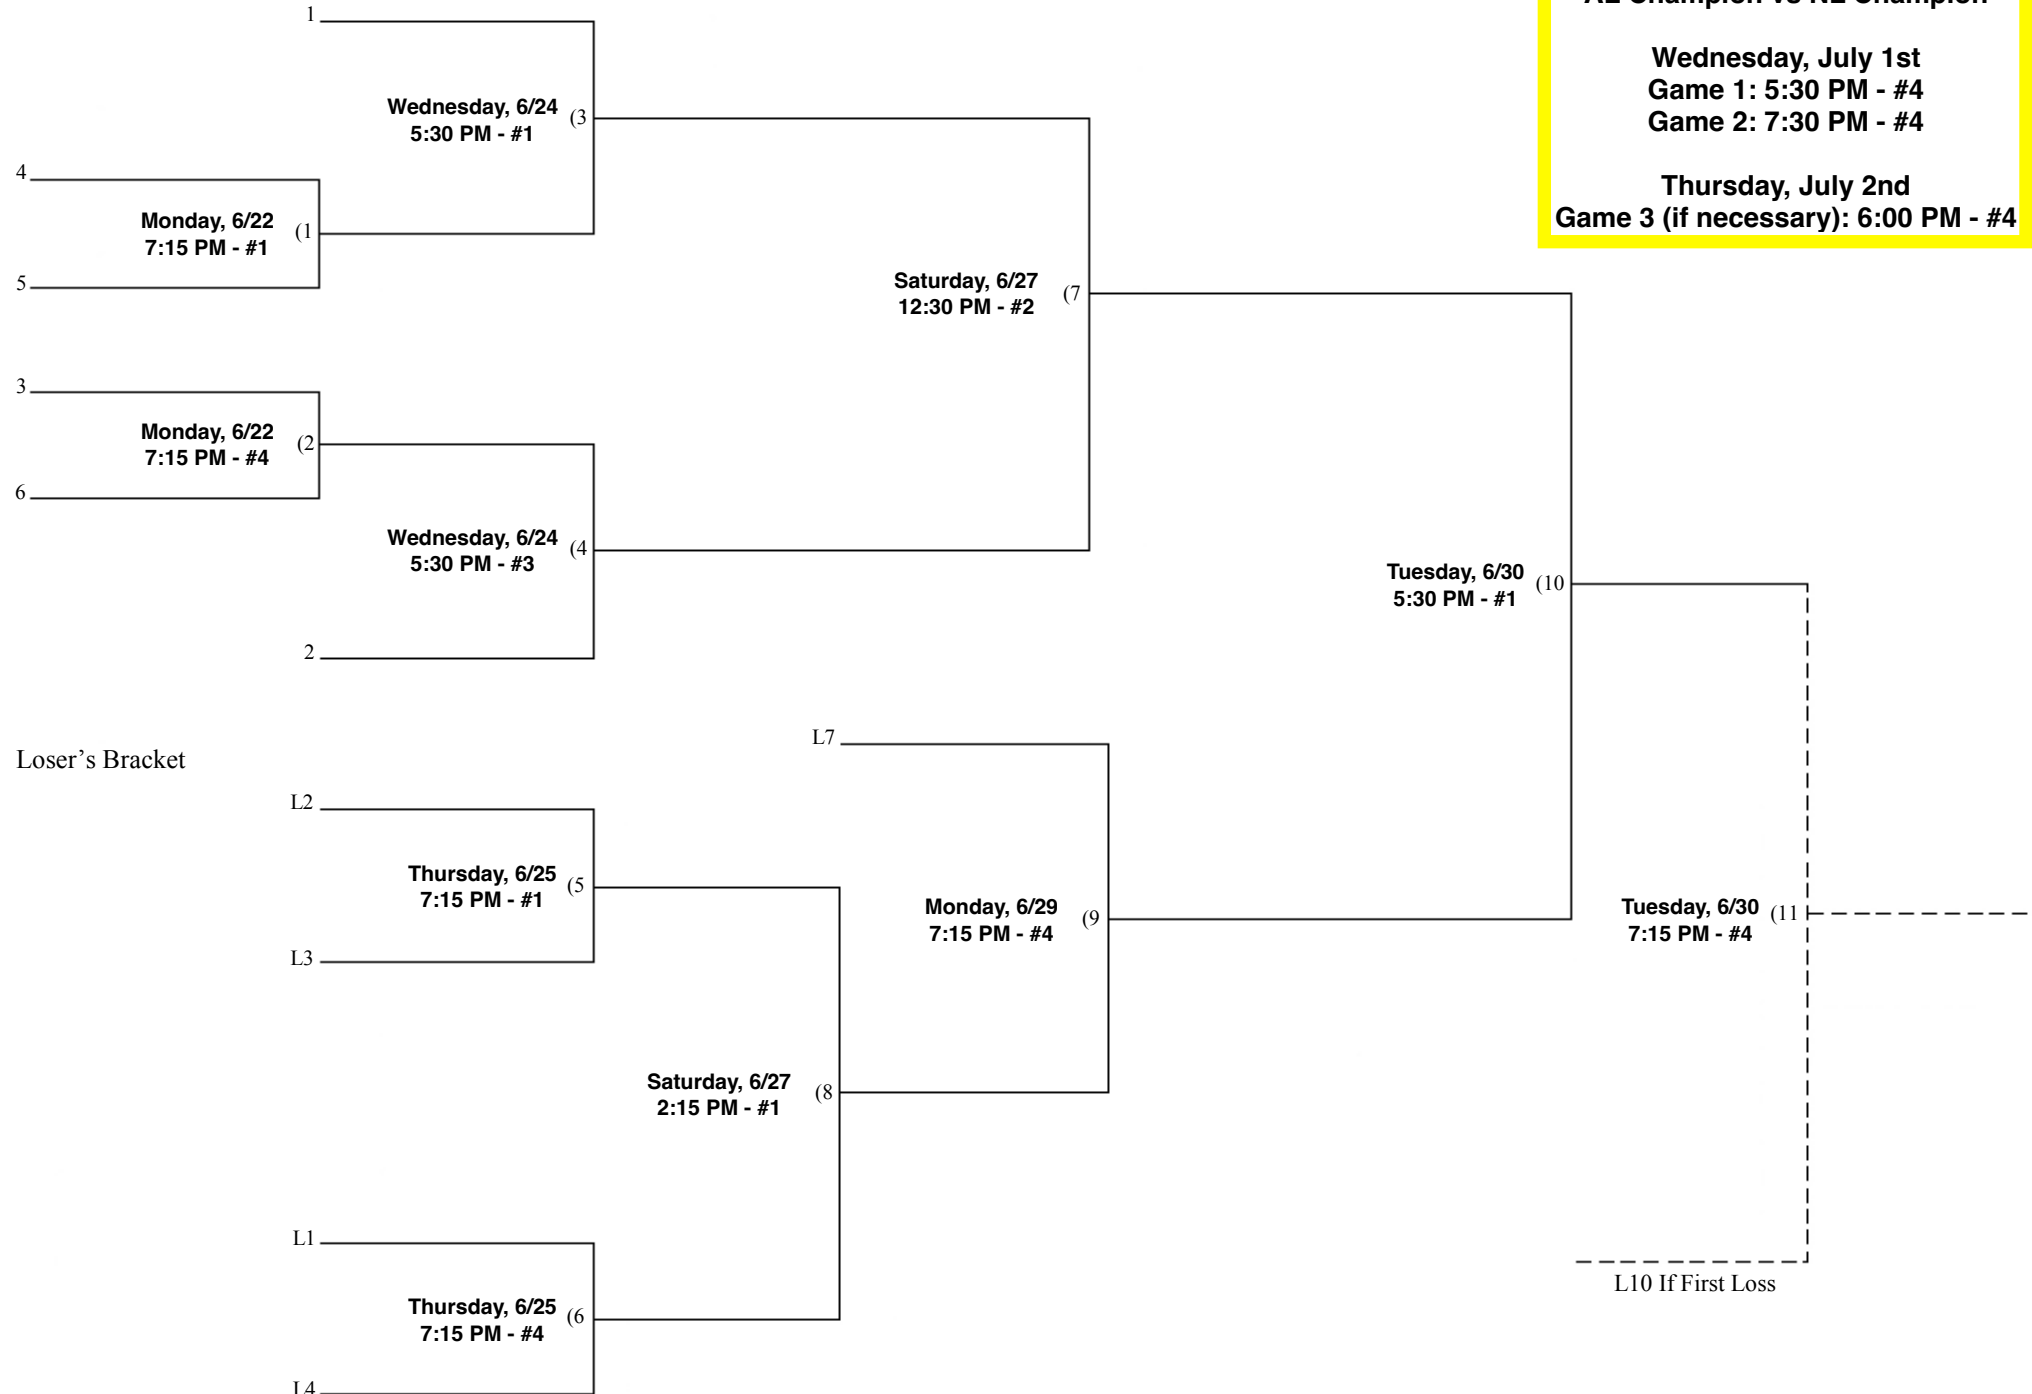 AL Champion vs NL Champion
Wednesday, July 1st
Game 1: 5:30 PM - #4
Game 2: 7:30 PM - #4
Thursday, July 2nd
Game 3 (if necessary): 6:00 PM - #4
1
Wednesday, 6/24
5:30 PM - #1
(3
4
Monday, 6/22
7:15 PM - #1
(1
5
Saturday, 6/27
12:30 PM - #2
(7
3
Monday, 6/22
7:15 PM - #4
(2
6
Wednesday, 6/24
5:30 PM - #3
(4
2
Tuesday, 6/30
5:30 PM - #1
(10
Loser’s Bracket
L7
L2
Thursday, 6/25
7:15 PM - #1
(5
L3
Monday, 6/29
7:15 PM - #4
(9
Tuesday, 6/30
7:15 PM - #4
(11
Saturday, 6/27
2:15 PM - #1
(8
L1
Thursday, 6/25
7:15 PM - #4
(6
L4
L10 If First Loss